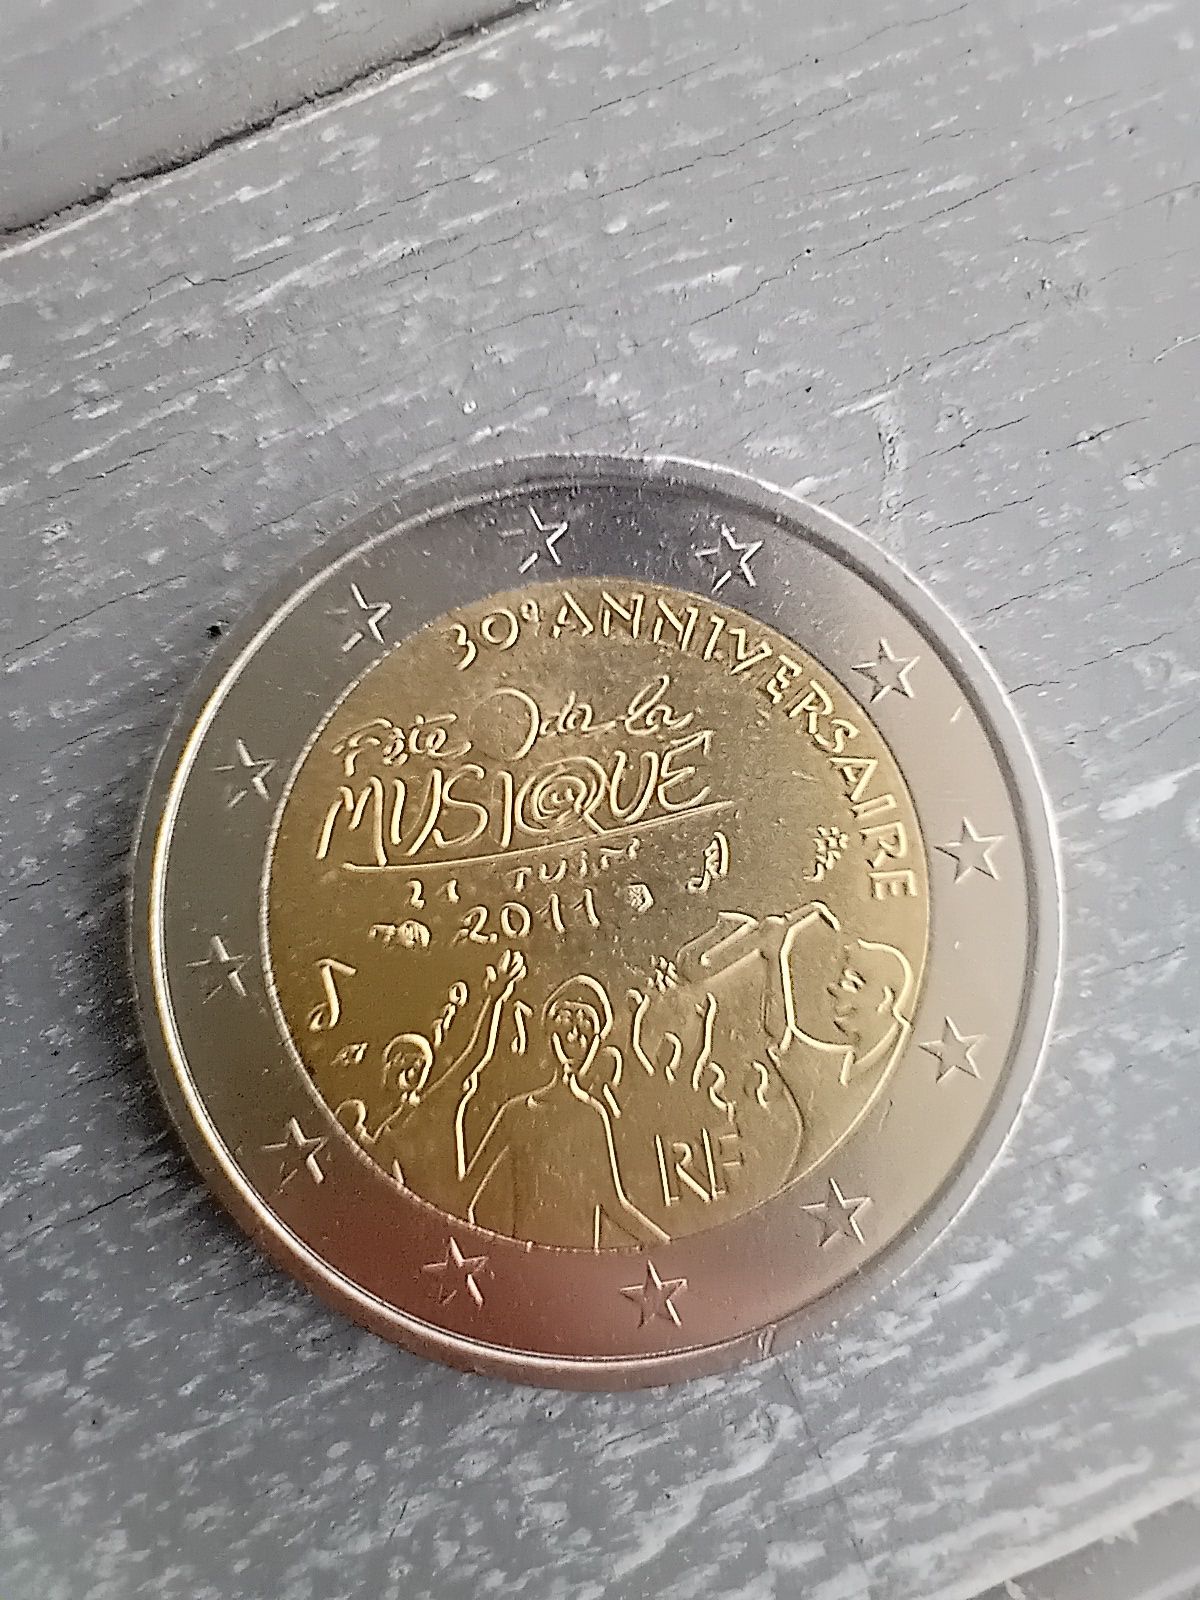 30e ANNIVERSAIRE
Fête de la
MUSIQUE
21 JUIN
2011
RF